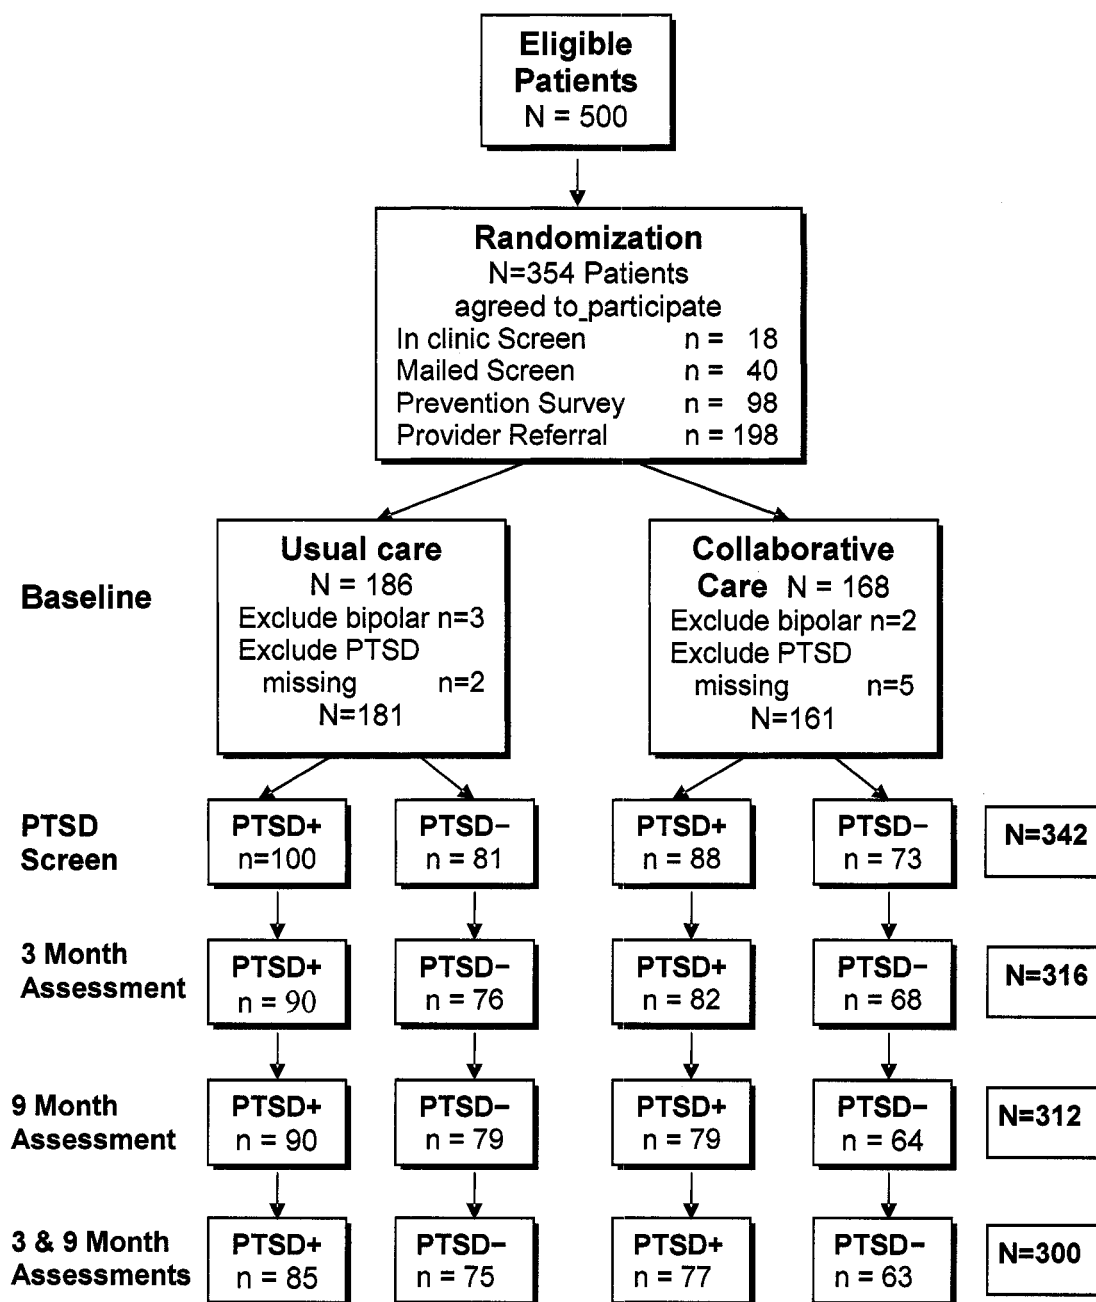 Eligible
Patients
N = 500
Randomization
N=354 Patients
agreed to_participate
In clinic Screen n = 18
Mailed Screen n = 40
Prevention Survey n = 98
Provider Referral n = 198
Baseline
Usual care
N = 186
Exclude bipolar n=3
Exclude PTSD
missing n=2
N=181
Collaborative
Care N = 168
Exclude bipolar n=2
Exclude PTSD
missing n=5
N=161
PTSD
Screen
PTSD+
n=100
PTSD−
n = 81
PTSD+
n = 88
PTSD−
n = 73
N=342
3 Month
Assessment
PTSD+
n = 90
PTSD−
n = 76
PTSD+
n = 82
PTSD−
n = 68
N=316
9 Month
Assessment
PTSD+
n = 90
PTSD−
n = 79
PTSD+
n = 79
PTSD−
n = 64
N=312
3 & 9 Month
Assessments
PTSD+
n = 85
PTSD−
n = 75
PTSD+
n = 77
PTSD−
n = 63
N=300